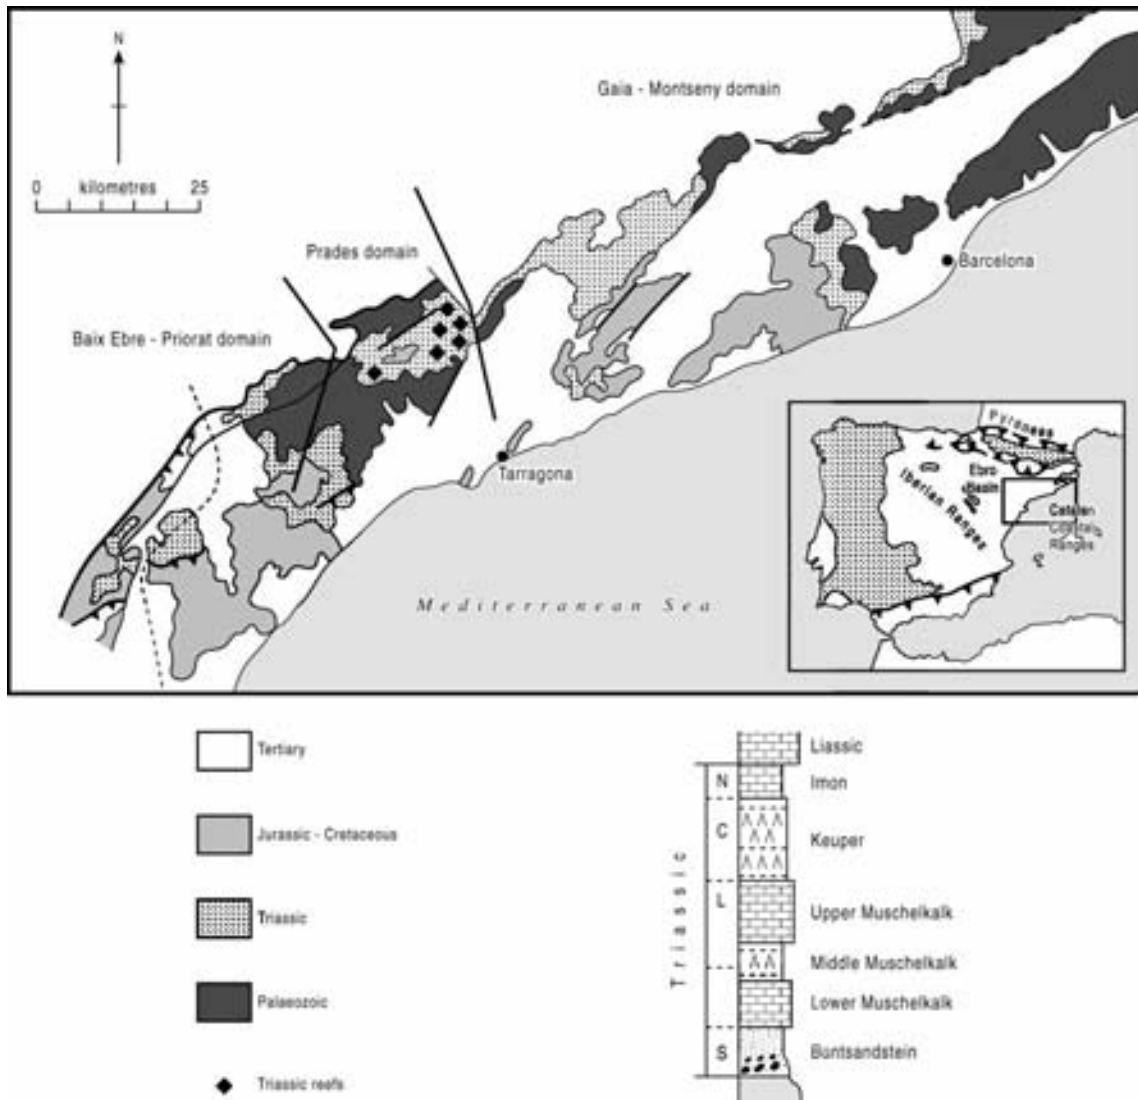 N
0 kilometres 25
Gaia - Montseny domain
Prades domain
Baix Ebre - Priorat domain
Barcelona
Tarragona
Mediterranean Sea
Pyrenees
Ebro
Basin
Iberian Ranges
Catalan
Coastal
Ranges
Tertiary
Jurassic - Cretaceous
Triassic
Palaeozoic
Triassic reefs
Triassic
N
C
L
S
Liassic
Imon
Keuper
Upper Muschelkalk
Middle Muschelkalk
Lower Muschelkalk
Buntsandstein